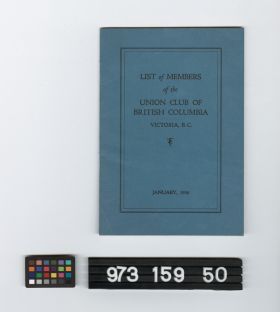 LIST of MEMBERS
of the
UNION CLUB OF
BRITISH COLUMBIA
VICTORIA, B.C.
JANUARY,
973 159 50